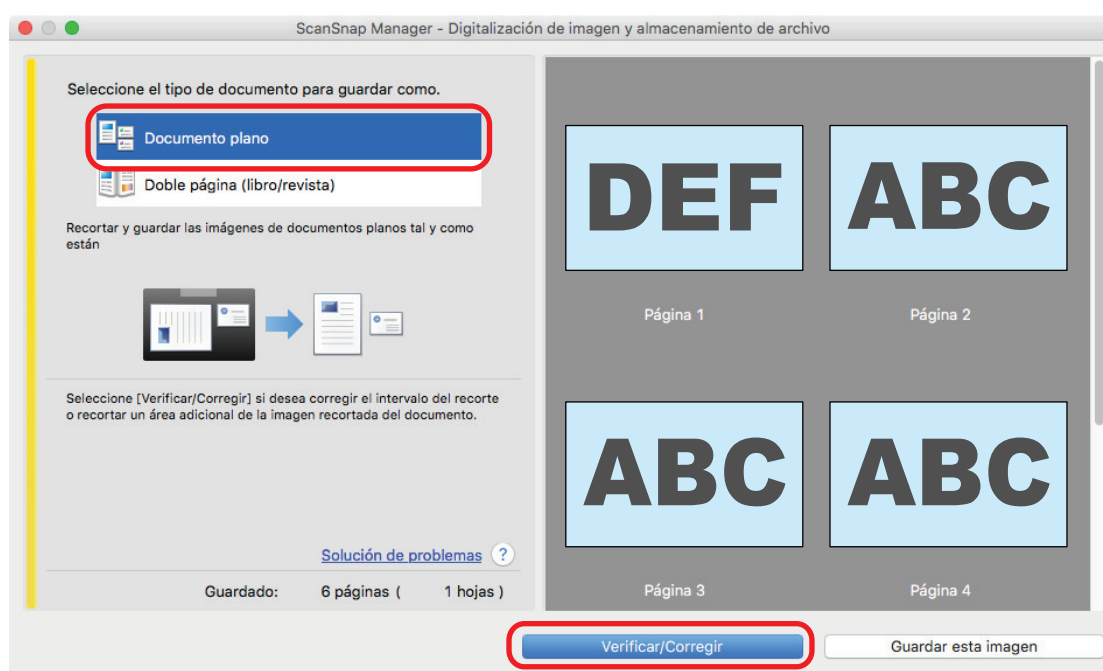 ScanSnap Manager - Digitalización de imagen y almacenamiento de archivo
Seleccione el tipo de documento para guardar como.
Documento plano
Doble página (libro/revista)
Recortar y guardar las imágenes de documentos planos tal y como
están
Seleccione [Verificar/Corregir] si desea corregir el intervalo del recorte
o recortar un área adicional de la imagen recortada del documento.
Solución de problemas ?
Guardado: 6 páginas ( 1 hojas )
DEF ABC
Página 1 Página 2
ABC ABC
Página 3 Página 4
Verificar/Corregir Guardar esta imagen